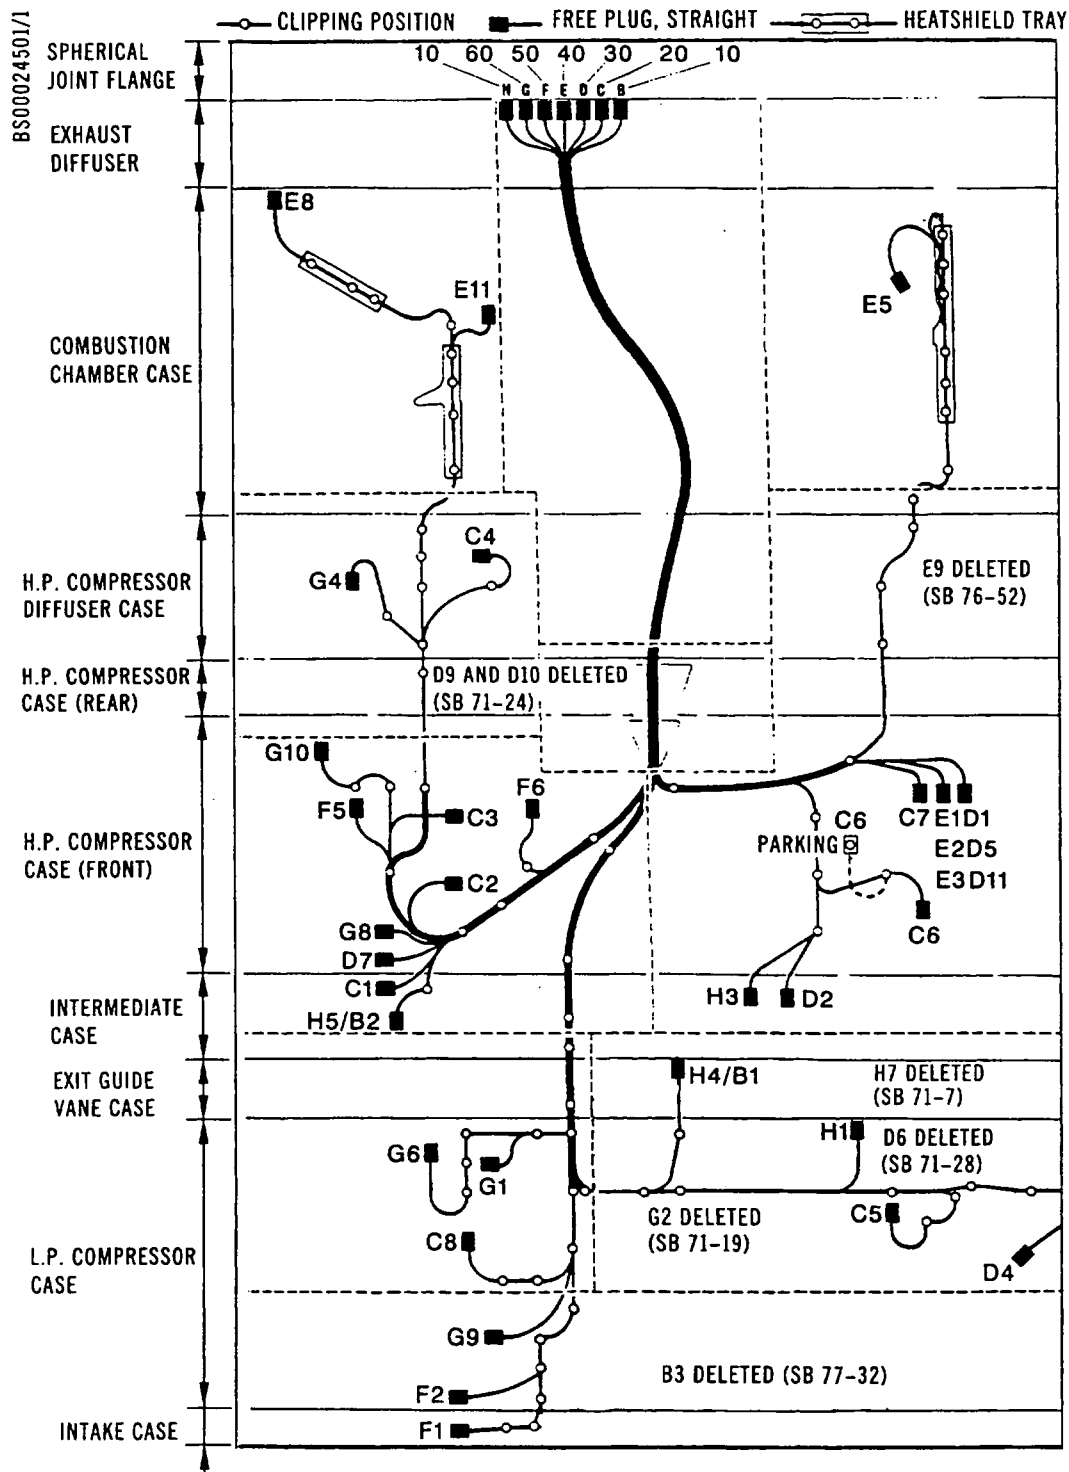 BS00024501/1
CLIPPING POSITION
FREE PLUG, STRAIGHT
HEATSHIELD TRAY
SPHERICAL
JOINT FLANGE
10 60 50 40 30 20 10
H G F E D C B
EXHAUST
DIFFUSER
E8
E11
E5
COMBUSTION
CHAMBER CASE
C4
G4
H.P. COMPRESSOR
DIFFUSER CASE
E9 DELETED
(SB 76-52)
H.P. COMPRESSOR
CASE (REAR)
D9 AND D10 DELETED
(SB 71-24)
G10
F5
F6
C3
C7 E1 D1
E2 D5
E3 D11
C6
PARKING
H.P. COMPRESSOR
CASE (FRONT)
C2
C6
G8
D7
C1
H5/B2
H3
D2
INTERMEDIATE
CASE
EXIT GUIDE
VANE CASE
H4/B1
H7 DELETED
(SB 71-7)
H1
D6 DELETED
(SB 71-28)
G6
G1
G2 DELETED
(SB 71-19)
C5
C8
D4
L.P. COMPRESSOR
CASE
G9
B3 DELETED (SB 77-32)
F2
INTAKE CASE
F1